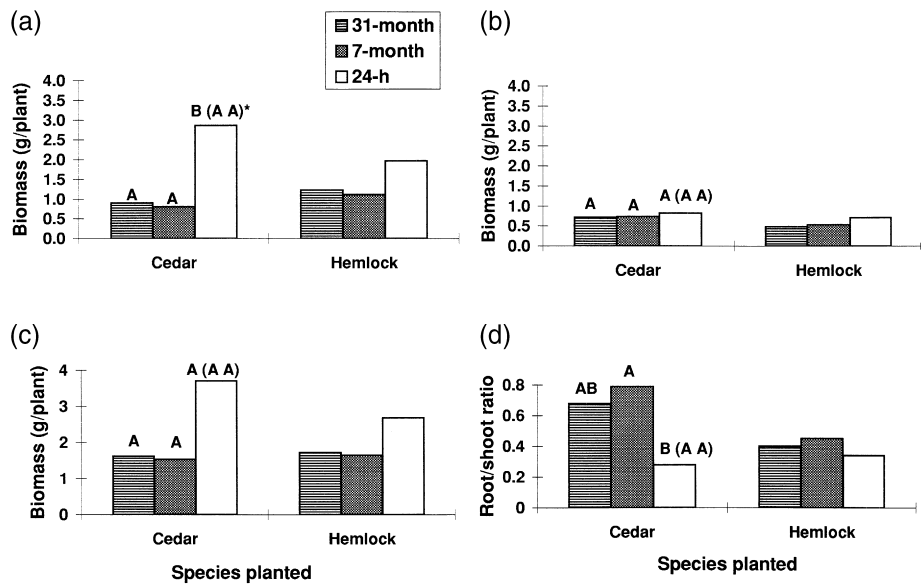 (a)
31-month
7-month
24-h
Biomass (g/plant)
4.0
3.5
3.0
2.5
2.0
1.5
1.0
0.5
0.0
A
A
B (A A)*
Cedar
Hemlock
(b)
Biomass (g/plant)
4.0
3.5
3.0
2.5
2.0
1.5
1.0
0.5
0.0
A
A
A (A A)
Cedar
Hemlock
(c)
Biomass (g/plant)
4
3
2
1
0
A
A
A (A A)
Cedar
Hemlock
Species planted
(d)
Root/shoot ratio
0.8
0.6
0.4
0.2
0
AB
A
B (A A)
Cedar
Hemlock
Species planted